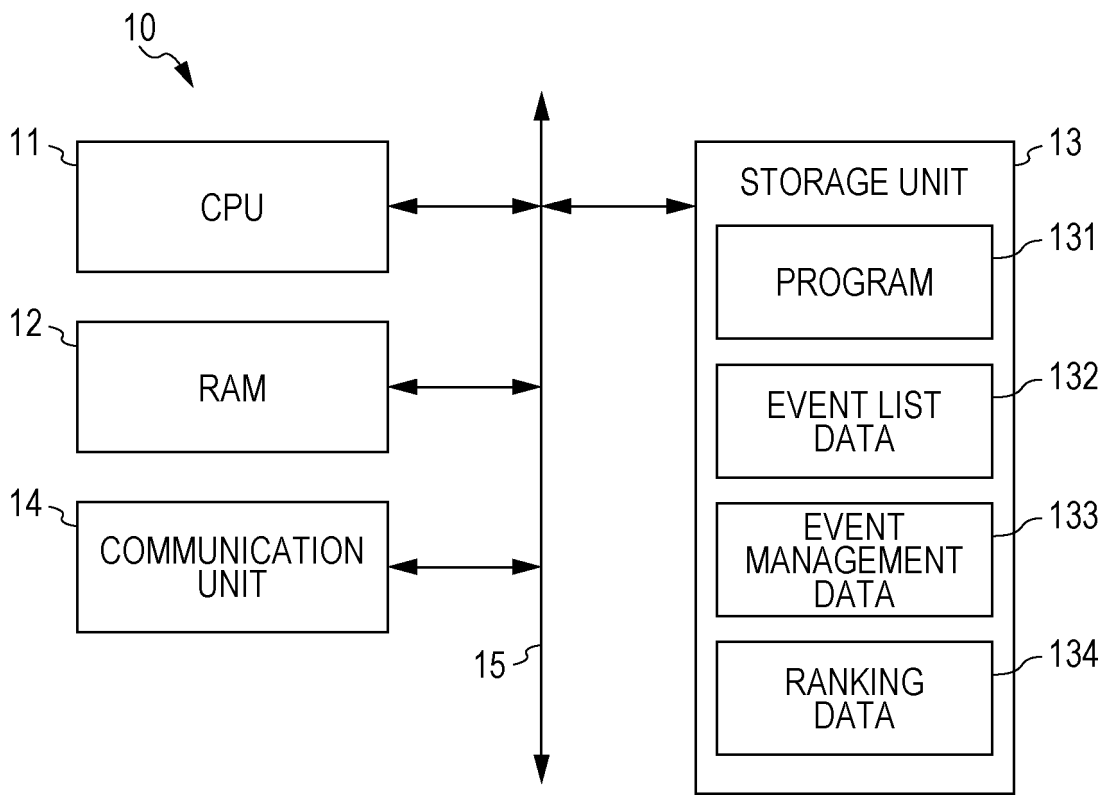 10
11
CPU
12
RAM
14
COMMUNICATION
UNIT
15
13
STORAGE UNIT
131
PROGRAM
132
EVENT LIST
DATA
133
EVENT
MANAGEMENT
DATA
134
RANKING
DATA